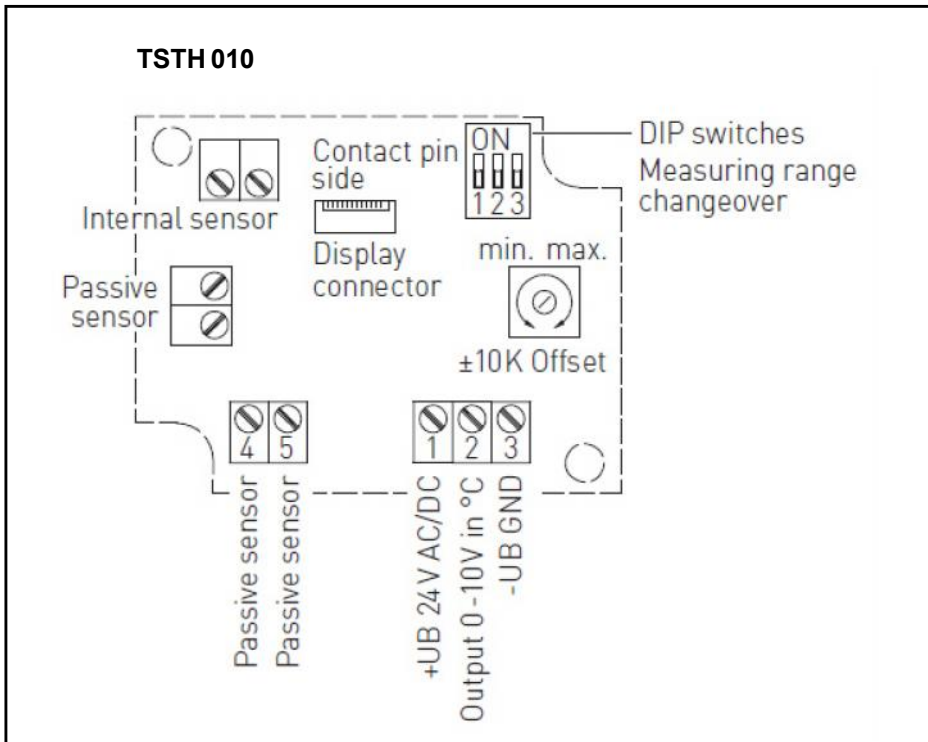 TSTH 010
ON
1 2 3
DIP switches
Measuring range
changeover
Contact pin
side
Internal sensor
Display
connector
min. max.
±10K Offset
Passive
sensor
4 5
1 2 3
Passive sensor
Passive sensor
+UB 24 V AC/DC
Output 0 -10V in °C
-UB GND